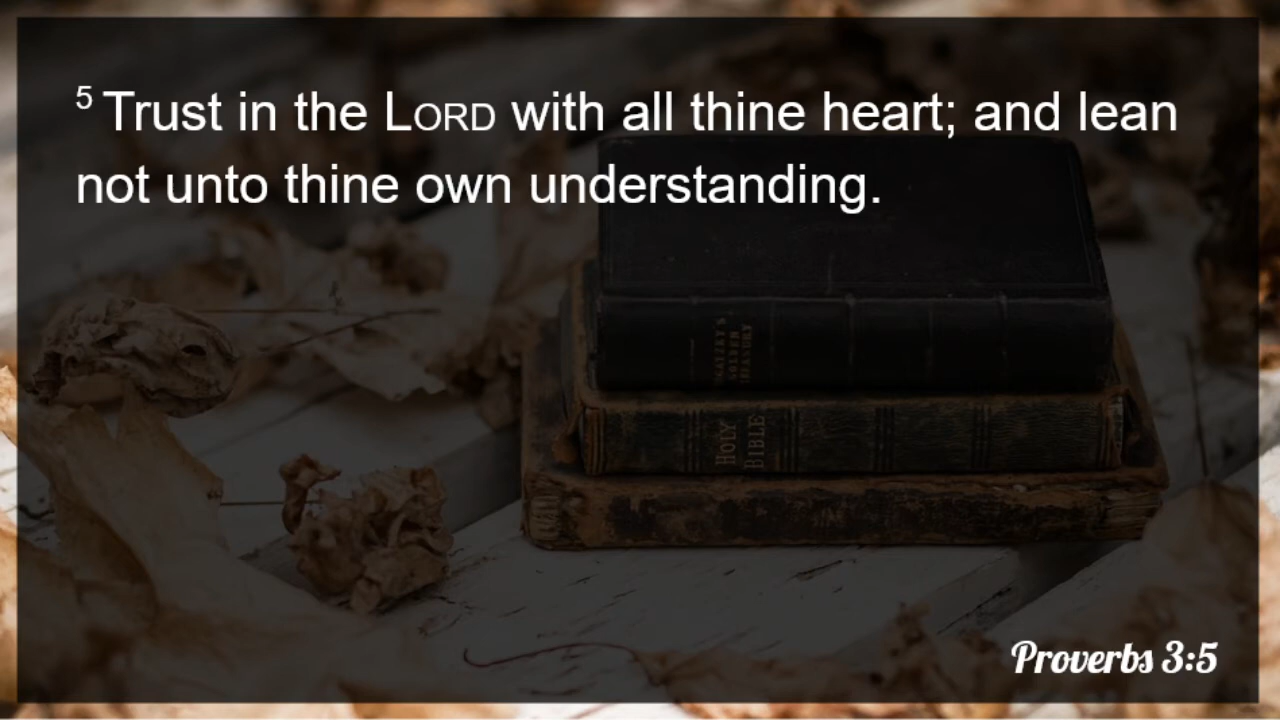 5 Trust in the LORD with all thine heart; and lean
not unto thine own understanding.
HOLY
BIBLE
Proverbs 3:5